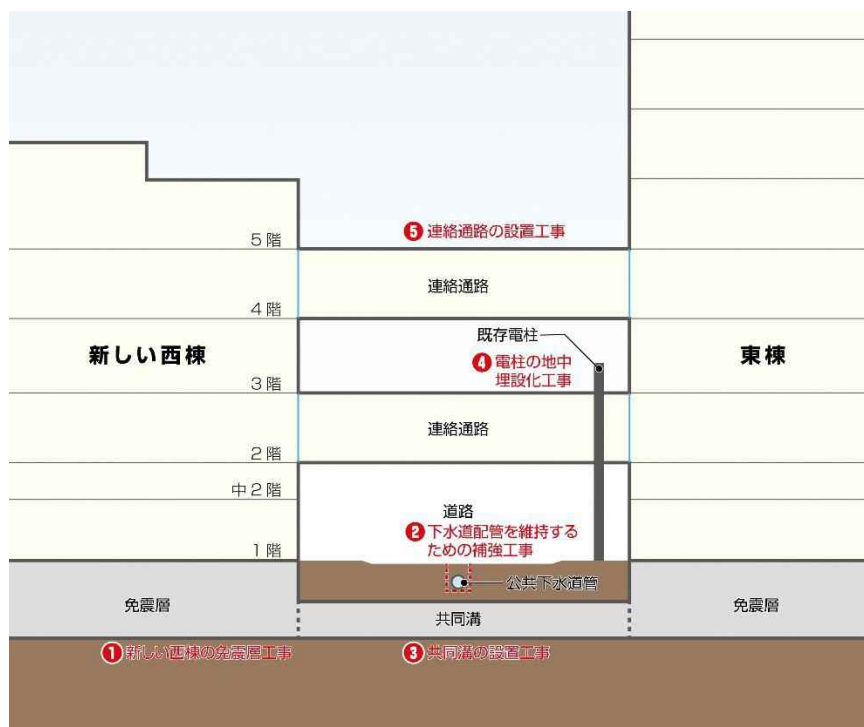 ❺ 連絡通路の設置工事
5階
連絡通路
4階
既存電柱
新しい西棟
❹ 電柱の地中
埋設化工事
東棟
3階
連絡通路
2階
中2階
道路
❷ 下水道配管を維持する
ための補強工事
1階
公共下水道管
免震層
共同溝
免震層
❶ 新しい西棟の免震層工事
❸ 共同溝の設置工事